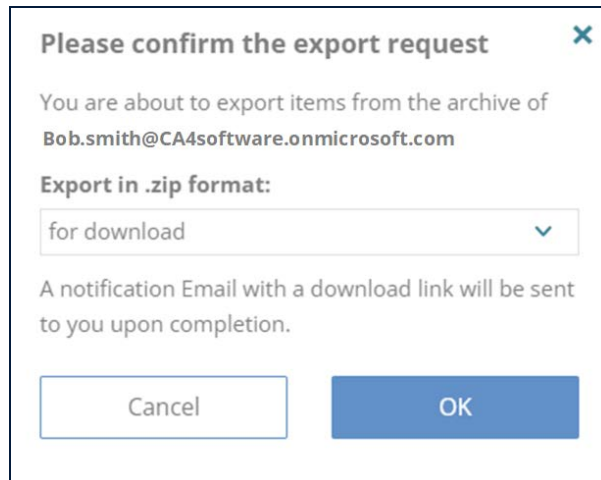 Please confirm the export request
You are about to export items from the archive of
Bob.smith@CA4software.onmicrosoft.com
Export in .zip format:
for download
A notification Email with a download link will be sent
to you upon completion.
Cancel
OK